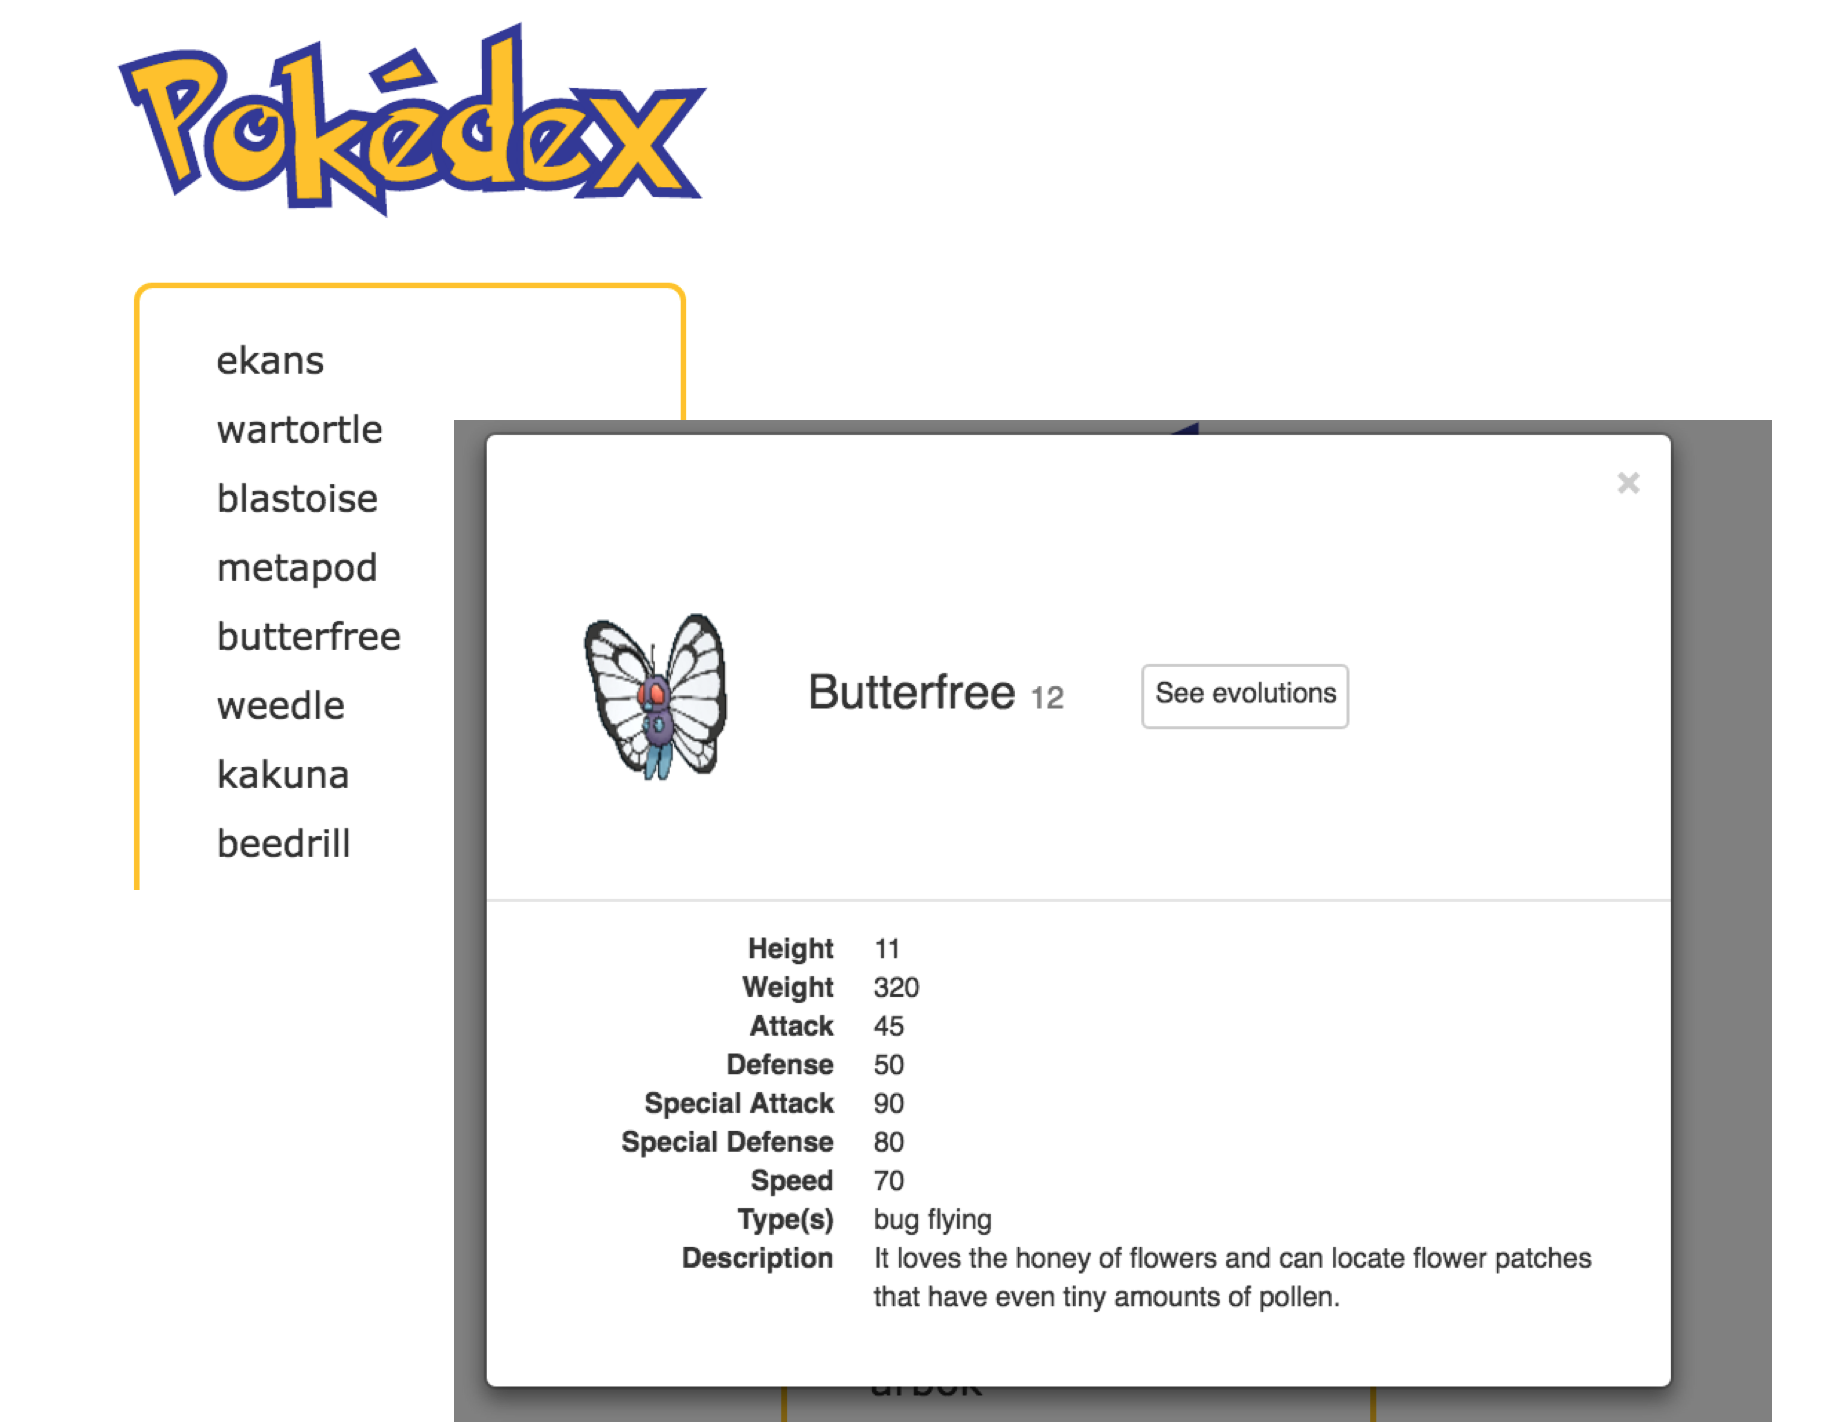 Pokédex
ekans
wartortle
blastoise
metapod
butterfree
weedle
kakuna
beedrill
×
Butterfree 12
See evolutions
Height 11
Weight 320
Attack 45
Defense 50
Special Attack 90
Special Defense 80
Speed 70
Type(s) bug flying
Description It loves the honey of flowers and can locate flower patches
that have even tiny amounts of pollen.
arbok